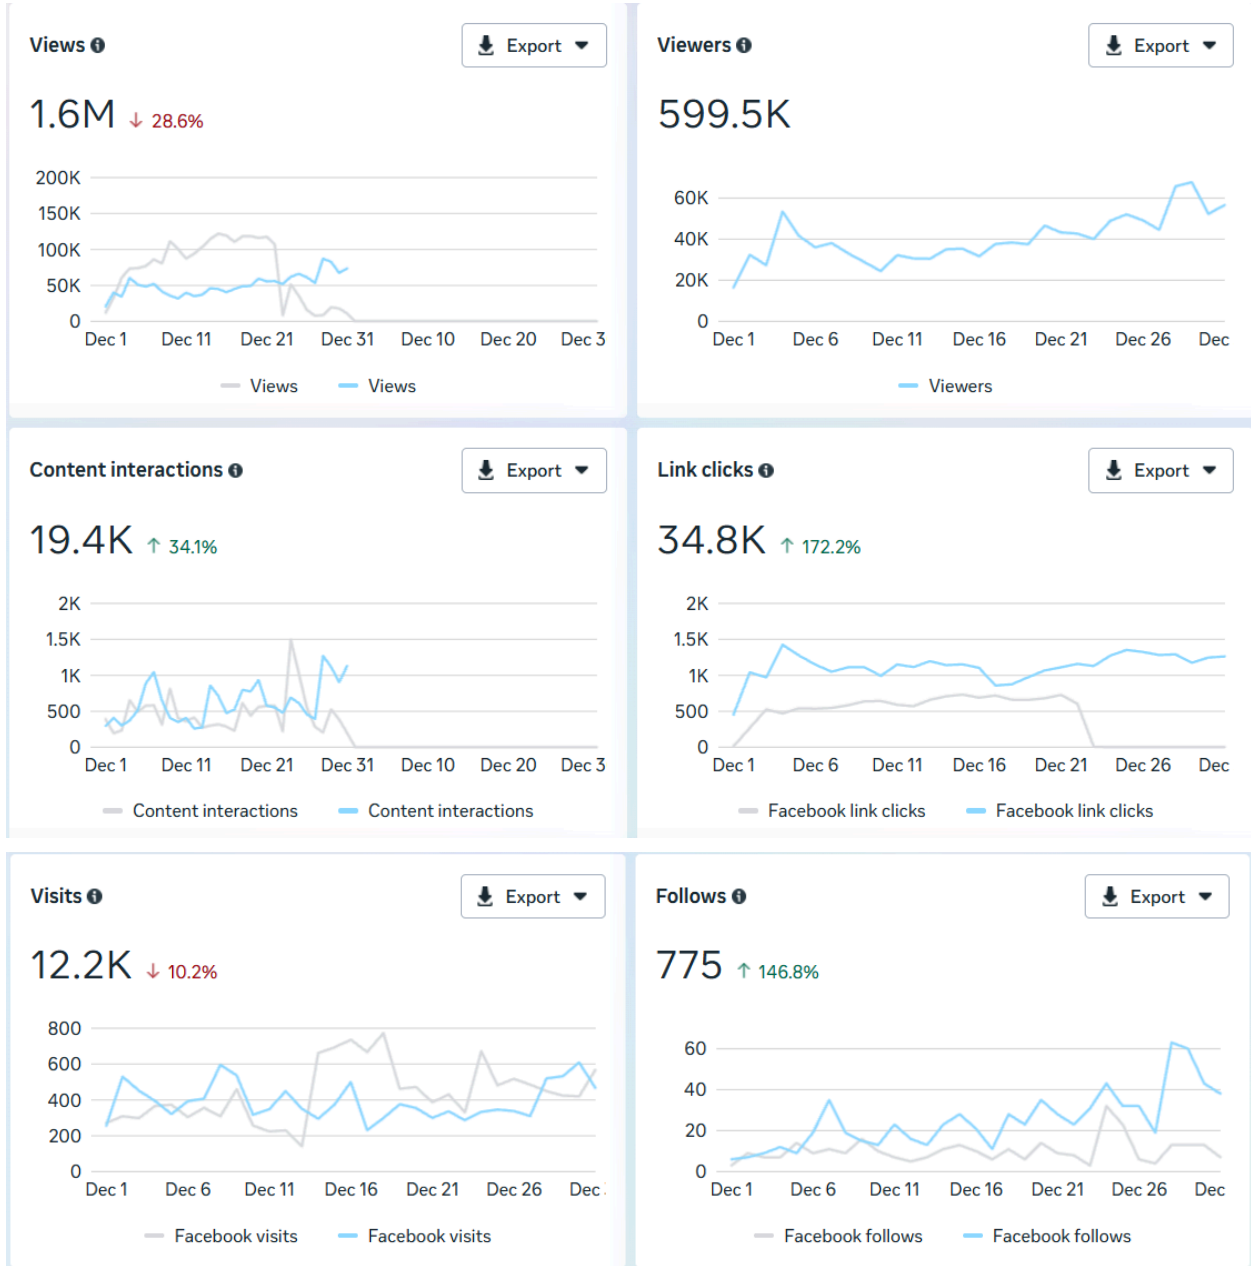 Views
Export
1.6M 28.6%
200K
150K
100K
50K
0
Dec 1 Dec 11 Dec 21 Dec 31 Dec 10 Dec 20 Dec 3
Views Views
Viewers
Export
599.5K
60K
40K
20K
0
Dec 1 Dec 6 Dec 11 Dec 16 Dec 21 Dec 26 Dec
Viewers
Content interactions
Export
19.4K 34.1%
2K
1.5K
1K
500
0
Dec 1 Dec 11 Dec 21 Dec 31 Dec 10 Dec 20 Dec 3
Content interactions Content interactions
Link clicks
Export
34.8K 172.2%
2K
1.5K
1K
500
0
Dec 1 Dec 6 Dec 11 Dec 16 Dec 21 Dec 26 Dec
Facebook link clicks Facebook link clicks
Visits
Export
12.2K 10.2%
800
600
400
200
0
Dec 1 Dec 6 Dec 11 Dec 16 Dec 21 Dec 26 Dec
Facebook visits Facebook visits
Follows
Export
775 146.8%
60
40
20
0
Dec 1 Dec 6 Dec 11 Dec 16 Dec 21 Dec 26 Dec
Facebook follows Facebook follows